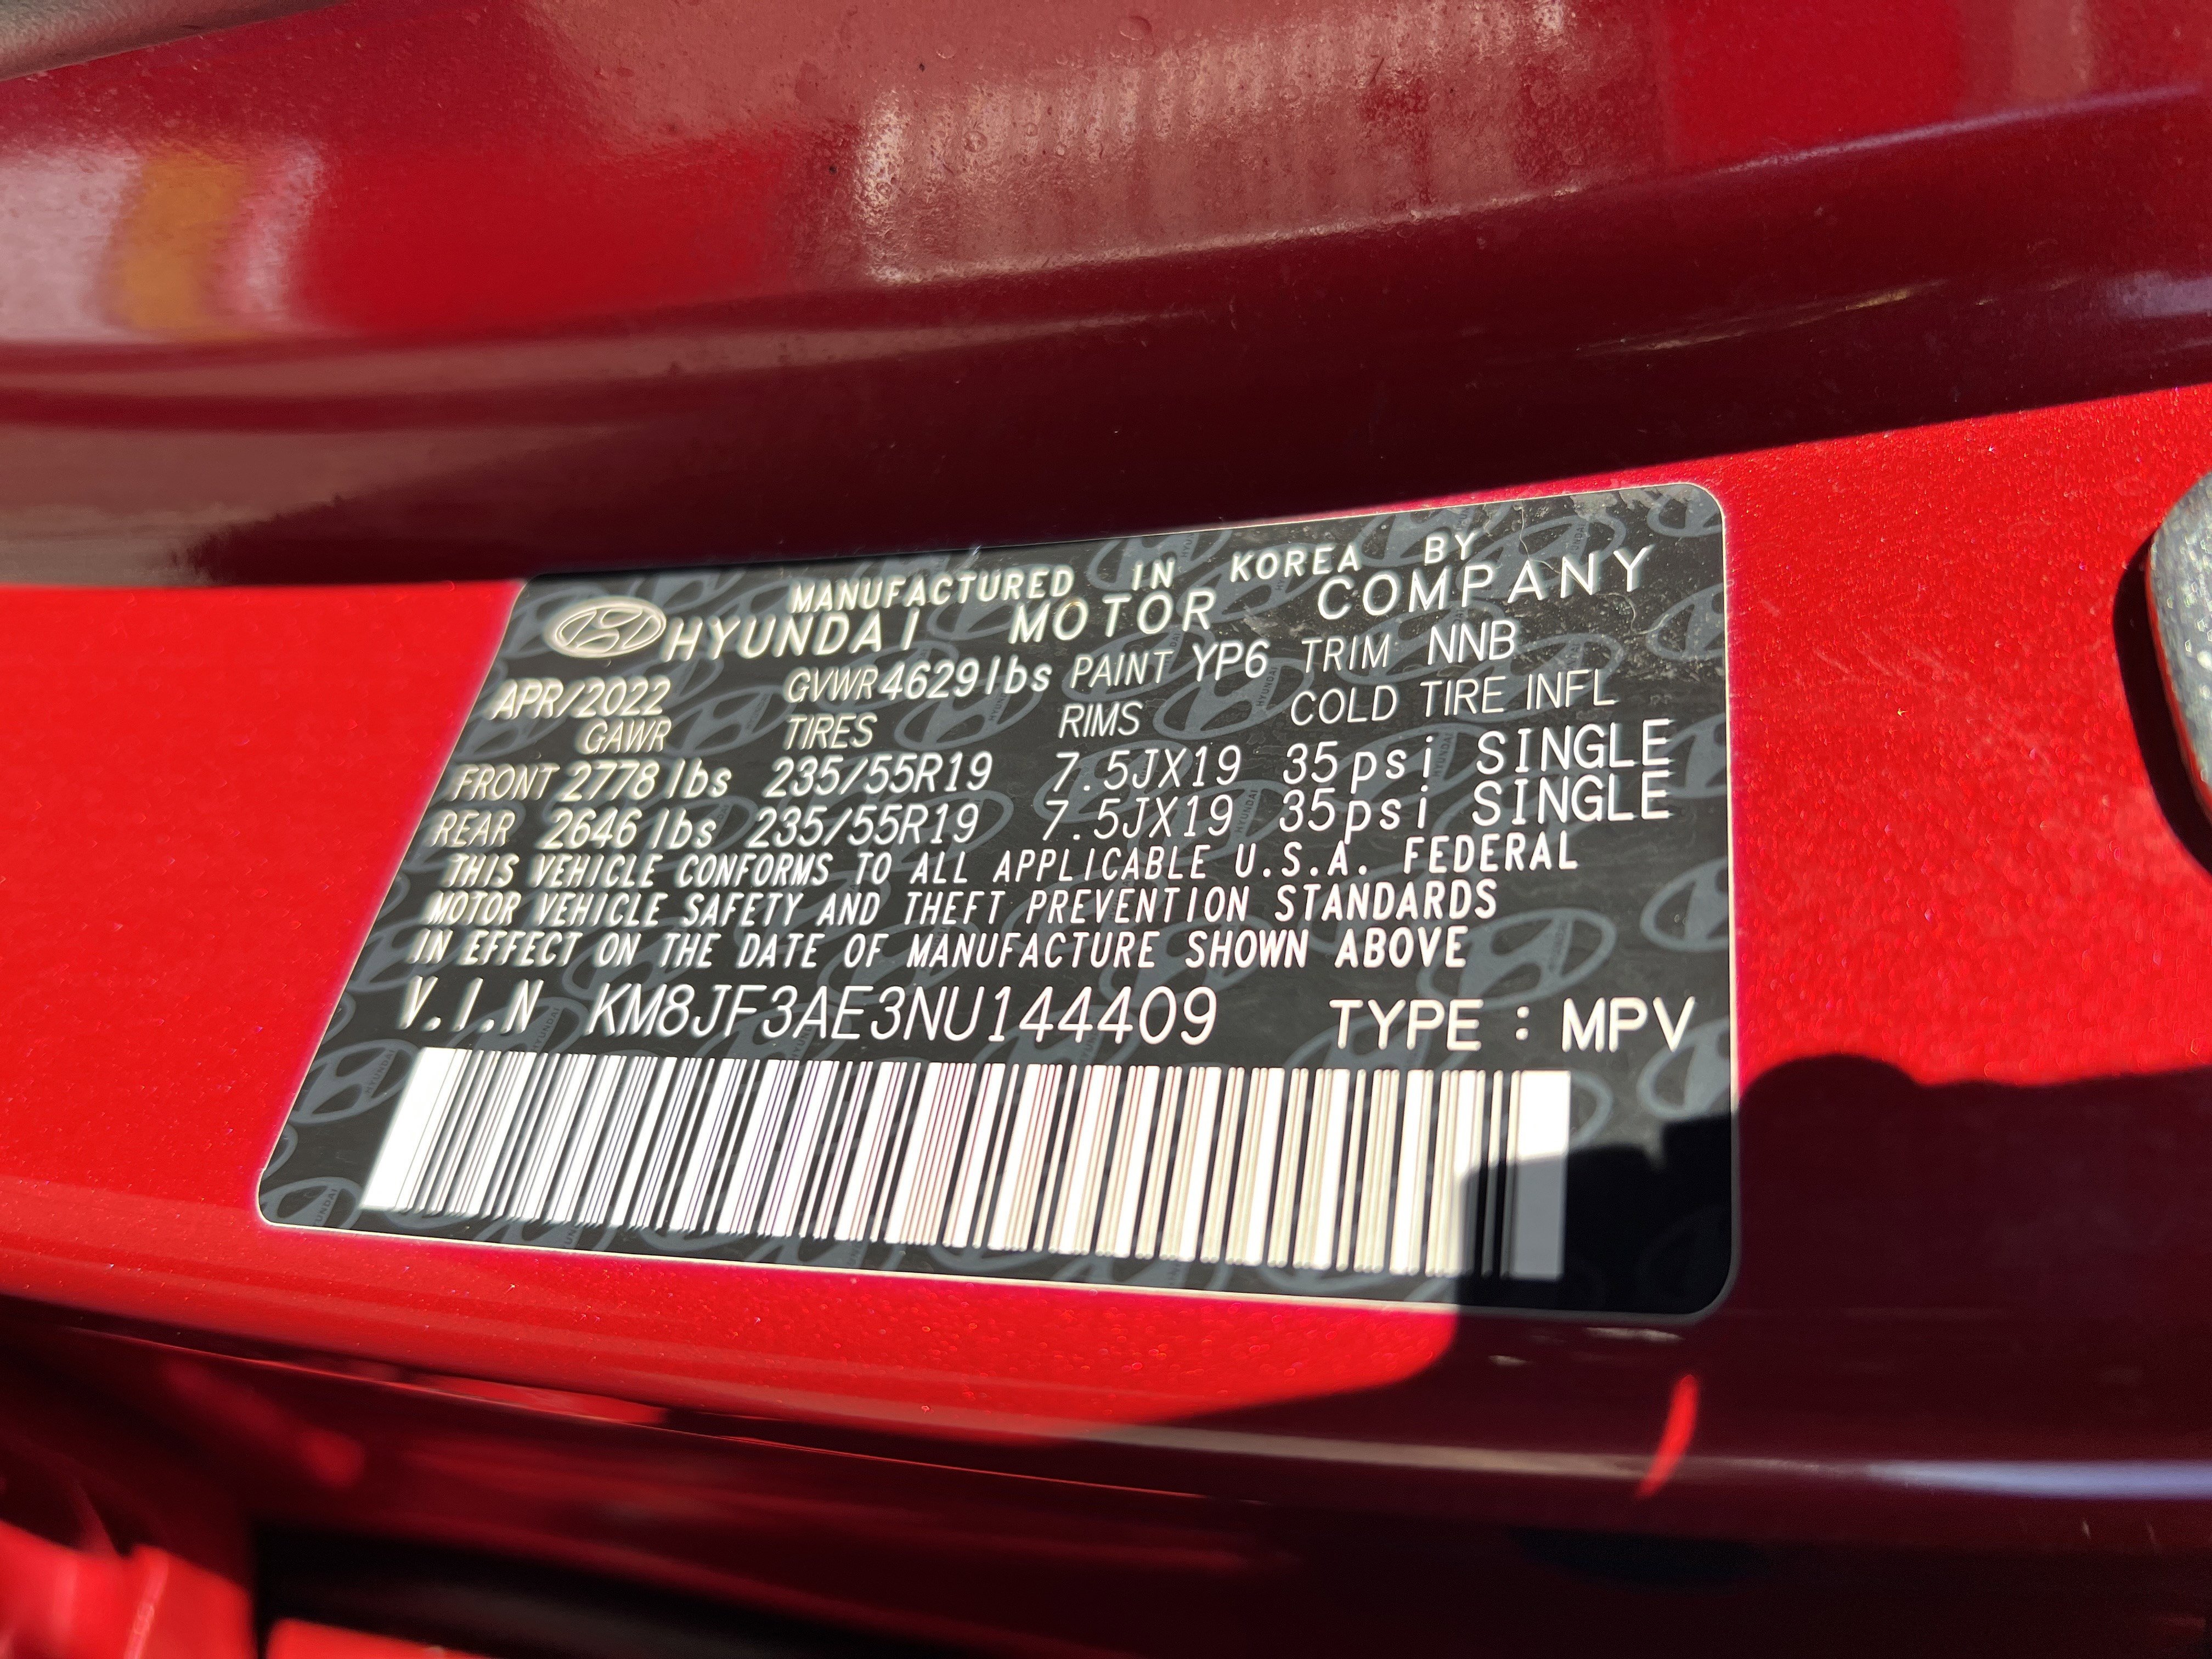 MANUFACTURED IN KOREA BY
HYUNDAI MOTOR COMPANY
APR/2022 GVWR 4629lbs PAINT YP6 TRIM NNB
GAWR TIRES RIMS COLD TIRE INFL
FRONT 2778lbs 235/55R19 7.5JX19 35psi SINGLE
REAR 2646lbs 235/55R19 7.5JX19 35psi SINGLE
THIS VEHICLE CONFORMS TO ALL APPLICABLE U.S.A. FEDERAL
MOTOR VEHICLE SAFETY AND THEFT PREVENTION STANDARDS
IN EFFECT ON THE DATE OF MANUFACTURE SHOWN ABOVE
V.I.N KM8JF3AE3NU144409 TYPE : MPV